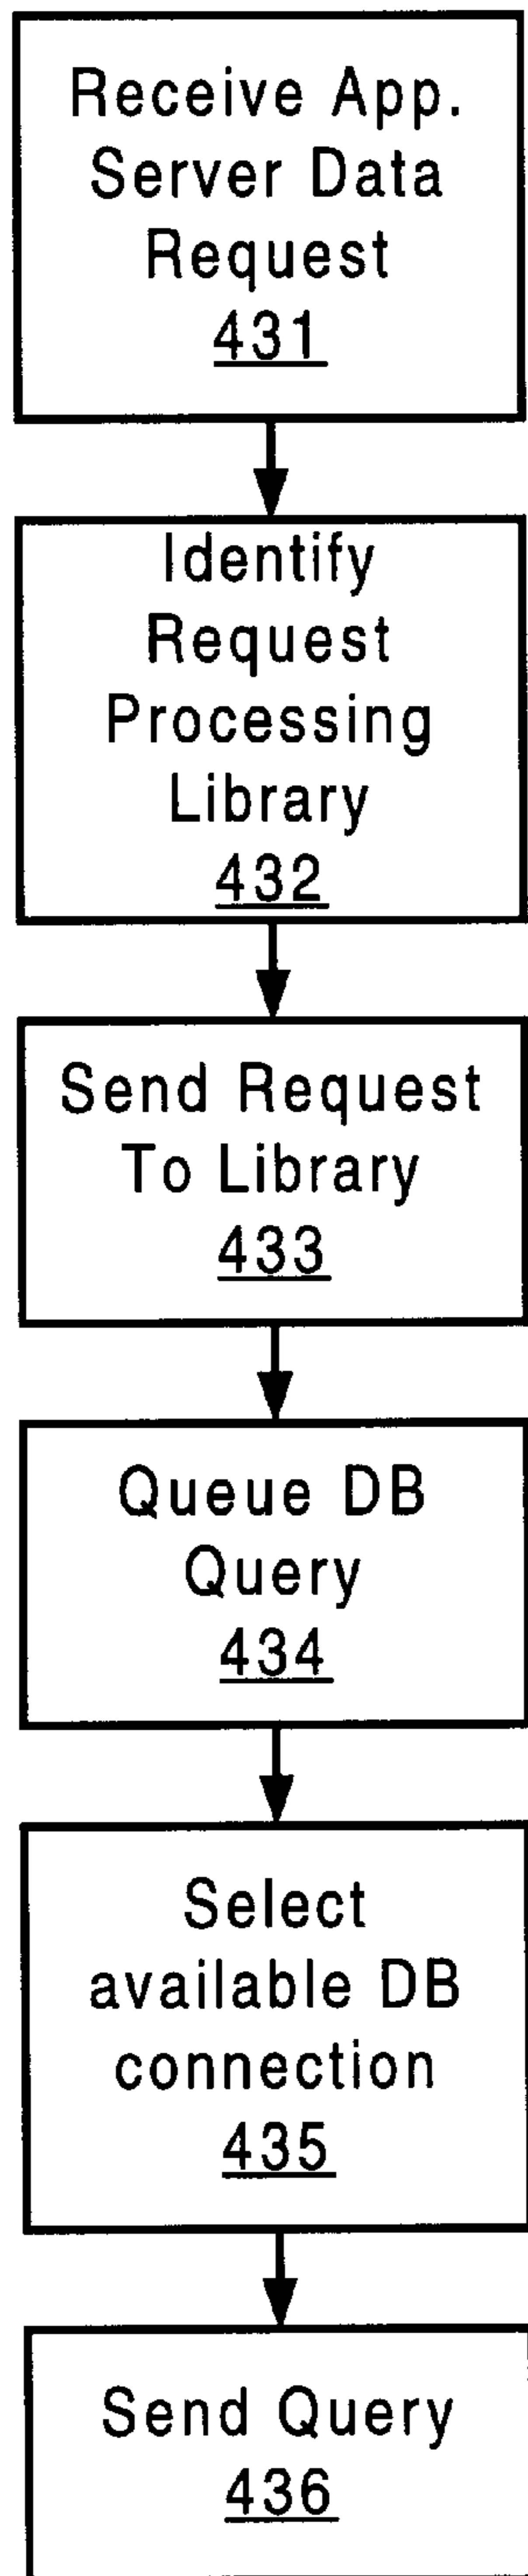 Receive App.
Server Data
Request
431
Identify
Request
Processing
Library
432
Send Request
To Library
433
Queue DB
Query
434
Select
available DB
connection
435
Send Query
436